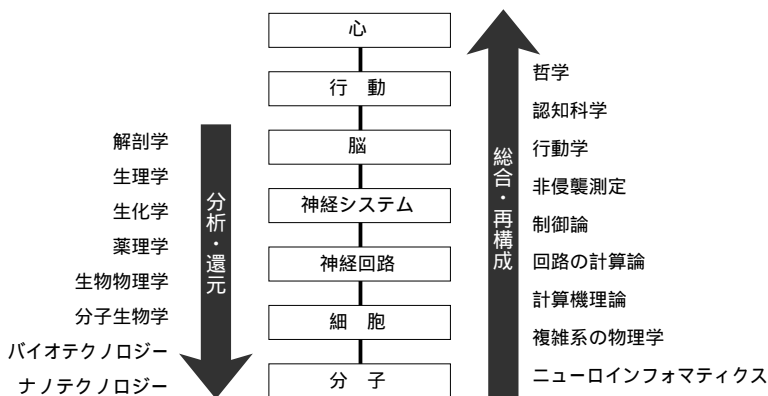 心
行　動
脳
神経システム
神経回路
細　胞
分　子
解剖学
生理学
生化学
薬理学
生物物理学
分子生物学
バイオテクノロジー
ナノテクノロジー
分析・還元
総合・再構成
哲学
認知科学
行動学
非侵襲測定
制御論
回路の計算論
計算機理論
複雑系の物理学
ニューロインフォマティクス